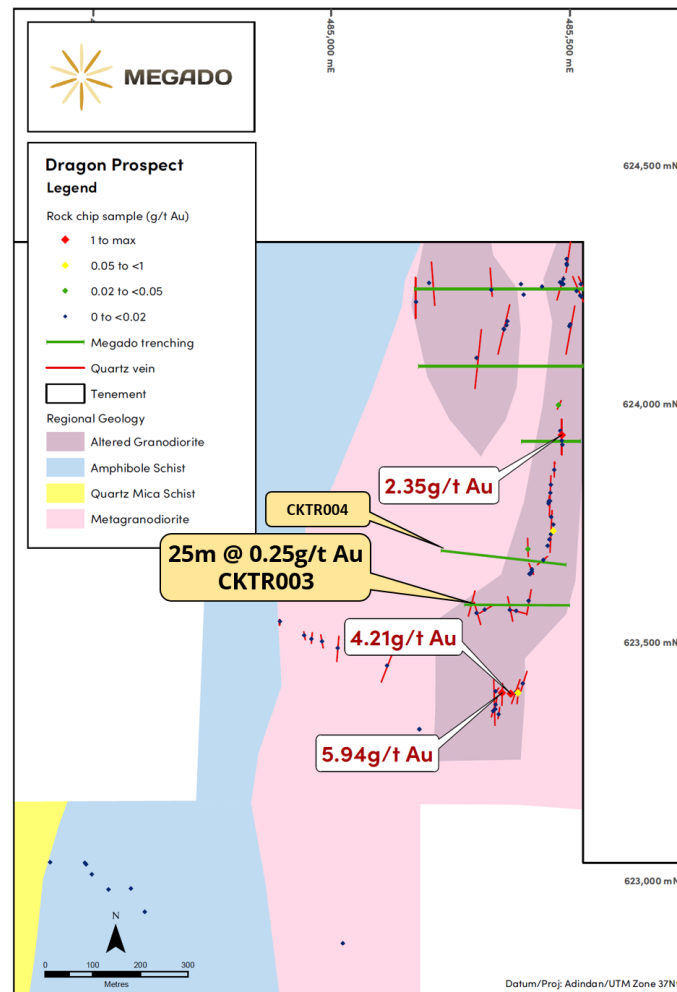 485,000 mE
485,500 mE
MEGADO
Dragon Prospect
Legend
Rock chip sample (g/t Au)
1 to max
0.05 to <1
0.02 to <0.05
0 to <0.02
Megado trenching
Quartz vein
Tenement
Regional Geology
Altered Granodiorite
Amphibole Schist
Quartz Mica Schist
Metagranodiorite
624,500 mN
624,000 mN
2.35g/t Au
CKTR004
25m @ 0.25g/t Au
CKTR003
4.21g/t Au
623,500 mN
5.94g/t Au
623,000 mN
N
0 100 200 300
Metres
Datum/Proj: Adindan/UTM Zone 37N